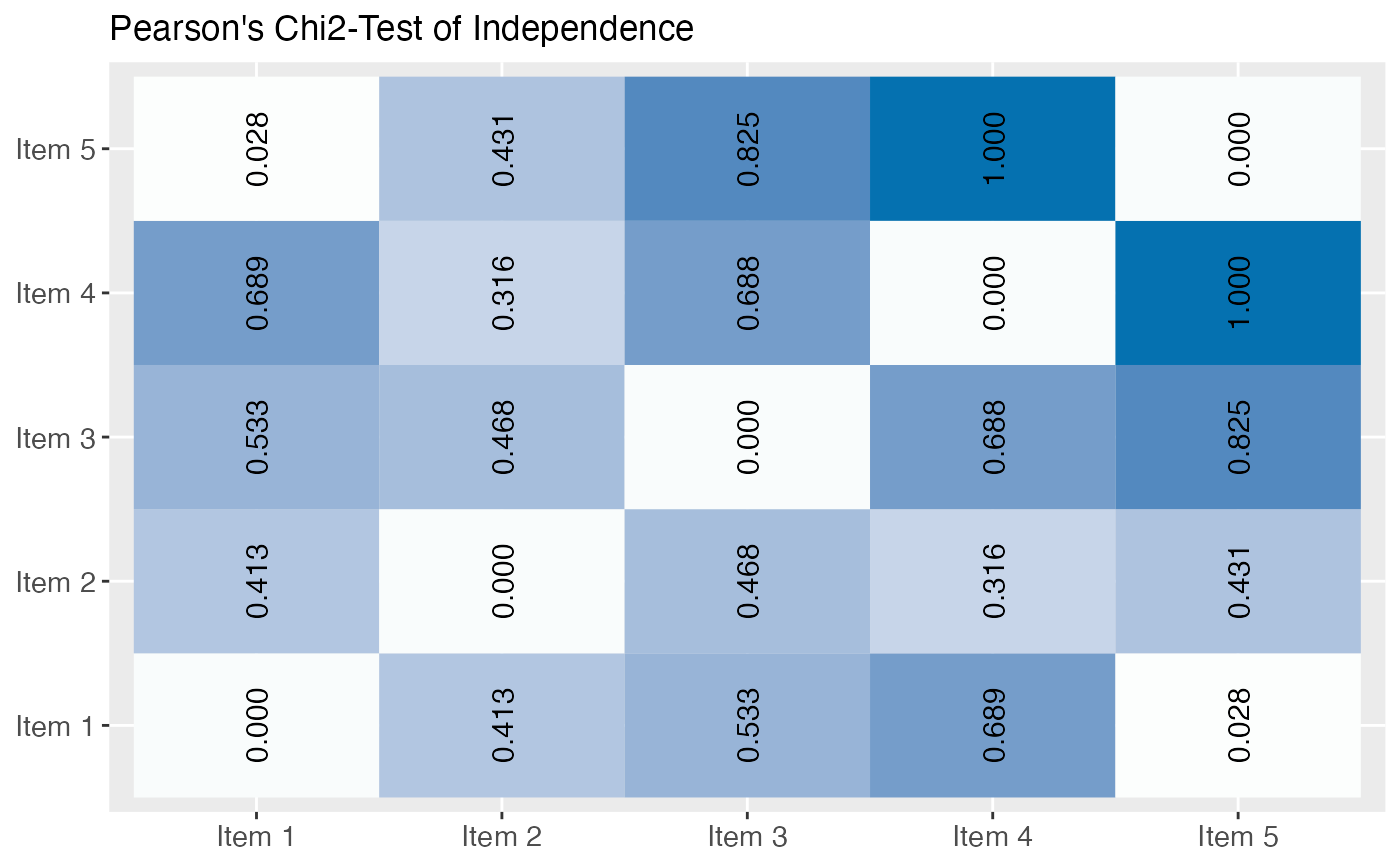 Pearson's Chi2-Test of Independence
Item 5 0.028 0.431 0.825 1.000 0.000
Item 4 0.689 0.316 0.688 0.000 1.000
Item 3 0.533 0.468 0.000 0.688 0.825
Item 2 0.413 0.000 0.468 0.316 0.431
Item 1 0.000 0.413 0.533 0.689 0.028
Item 1 Item 2 Item 3 Item 4 Item 5